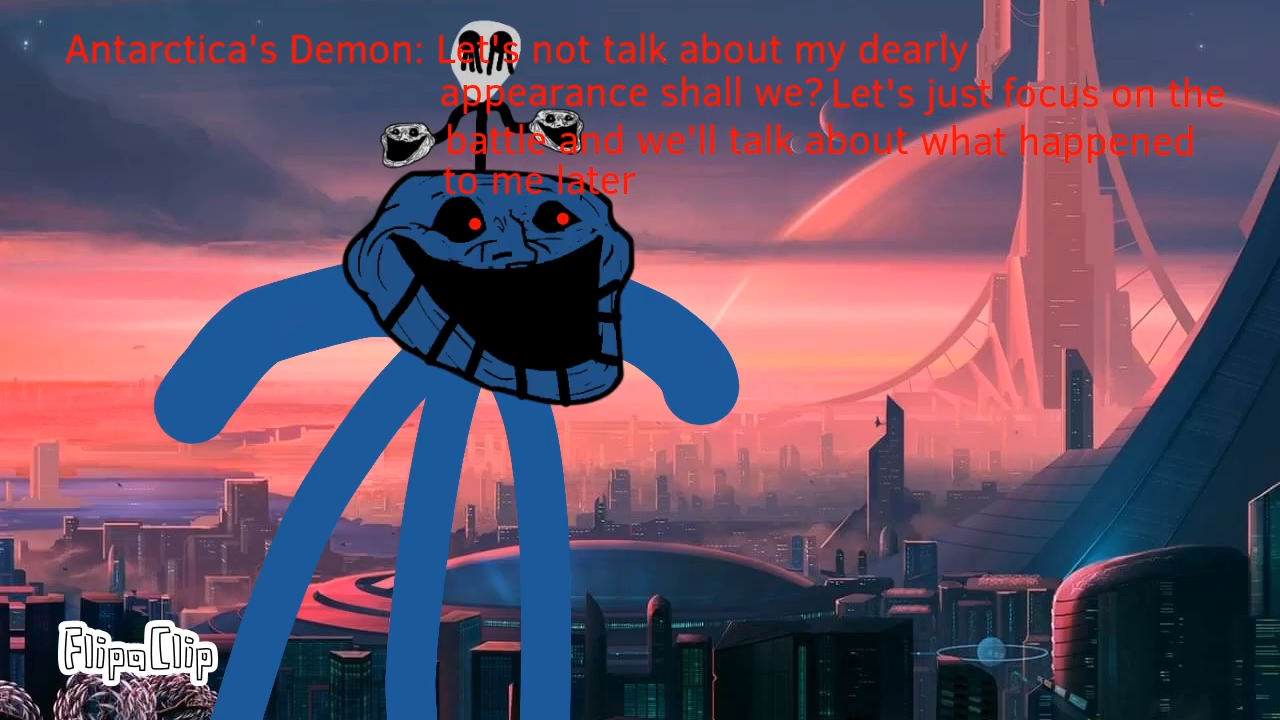 Antarctica's Demon: Let's not talk about my dearly
appearance shall we? Let's just focus on the
battle and we'll talk about what happened
to me later
FlipaClip